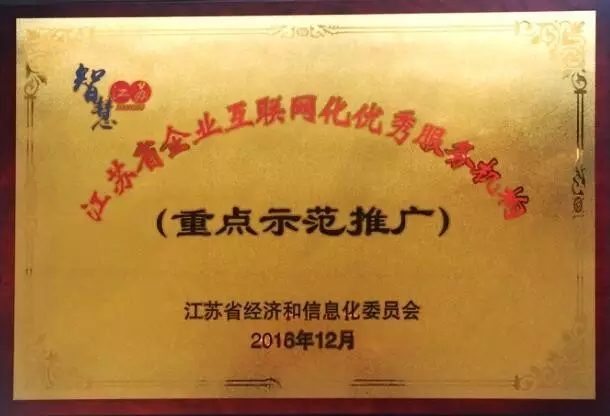 智慧
江苏
江苏省企业互联网化优秀服务机构
(重点示范推广)
江苏省经济和信息化委员会
2016年12月